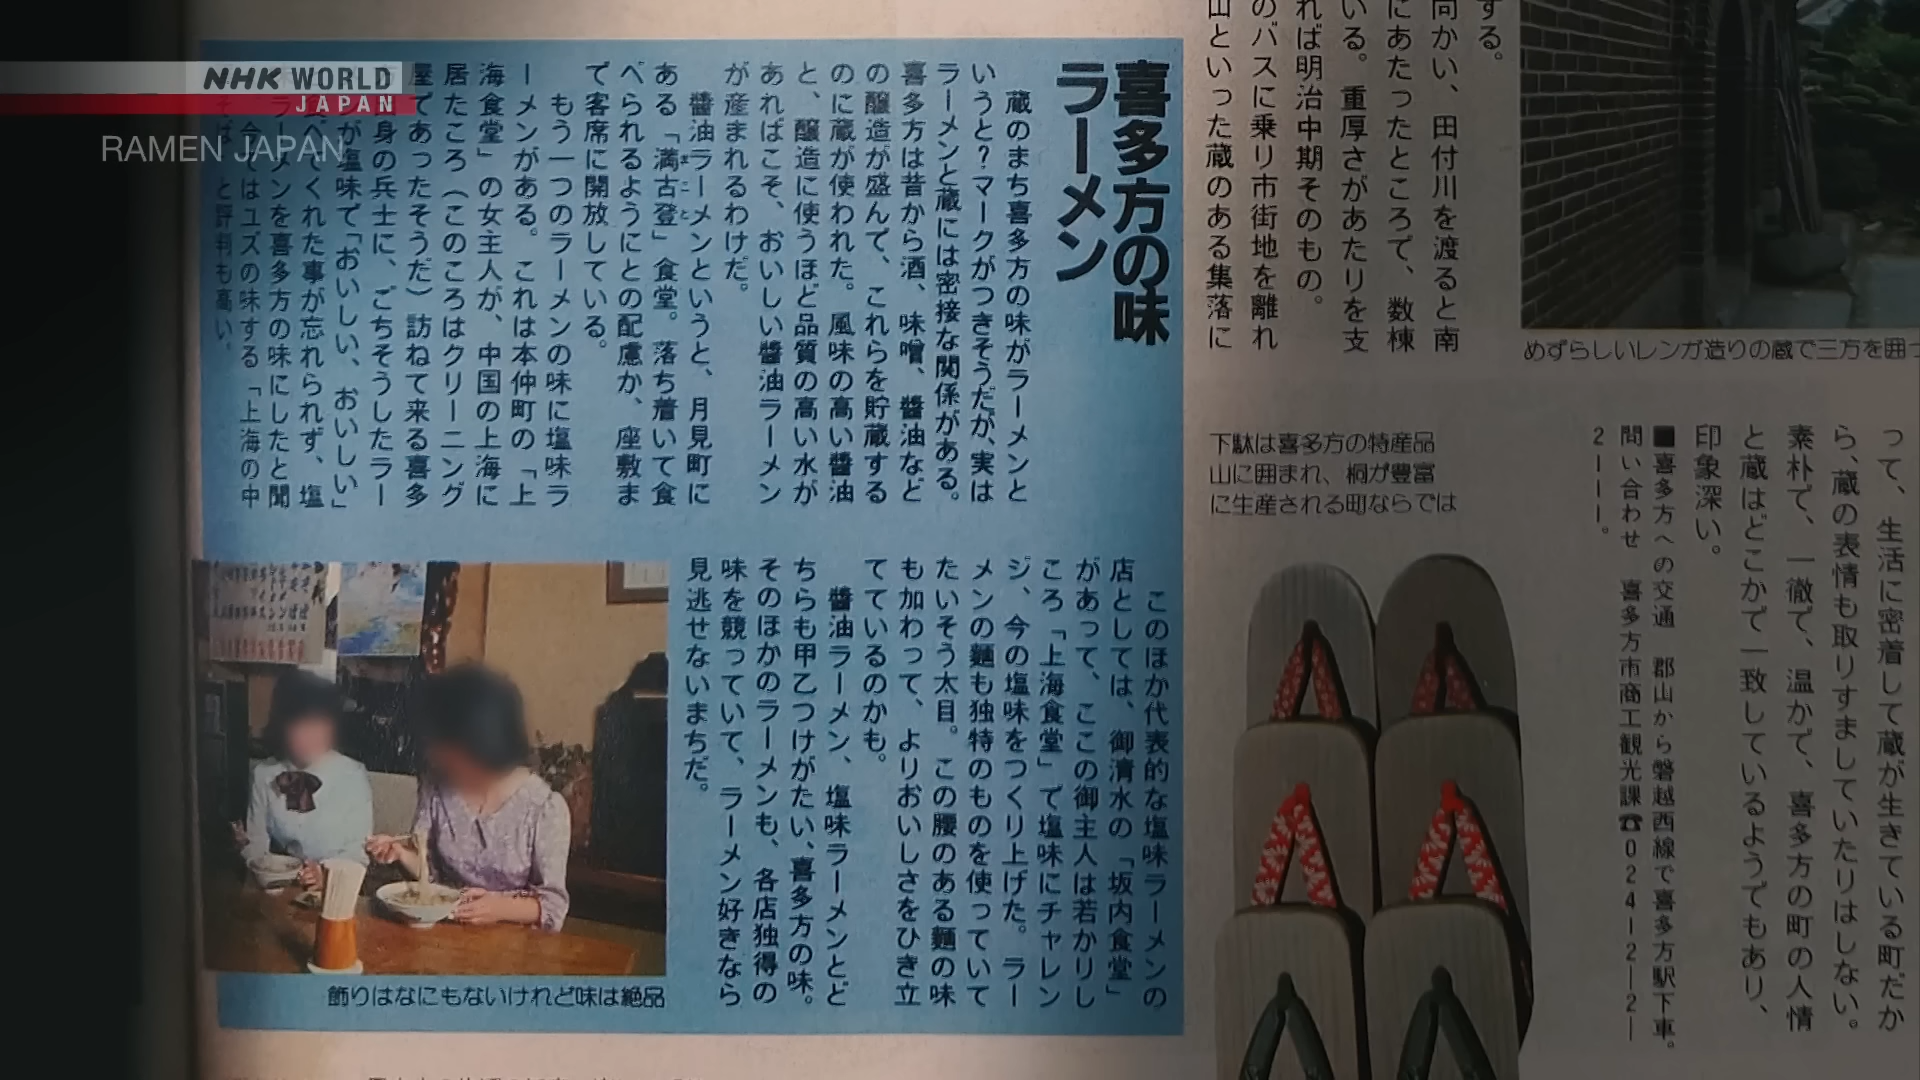 NHK WORLD
JAPAN
RAMEN JAPAN
する。
向かい、田付川を渡ると南
にあたったところで、数棟
いる。重厚さがあたりを支
れば明治中期そのもの。
のバスに乗り市街地を離れ
山といった蔵のある集落に
めずらしいレンガ造りの蔵で三方を囲
喜多方の味
ラーメン
蔵のまち喜多方の味がラーメンと
いうと?マークがつきそうだが、実は
ラーメンと蔵には密接な関係がある。
喜多方は昔から酒、味噌、醬油など
の醸造が盛んで、これらを貯蔵する
のに蔵が使われた。風味の高い醬油
と、醸造に使うほど品質の高い水が
あればこそ、おいしい醬油ラーメン
が産まれるわけだ。
醬油ラーメンというと、月見町に
ある「満古登」食堂。落ち着いて食
べられるようにとの配慮か、座敷ま
で客席に開放している。
もう一つのラーメンの味に塩味ラ
ーメンがある。これは本仲町の「上
海食堂」の女主人が、中国の上海に
居たころ(このころはクリーニング
屋であったそうだ)訪ねて来る喜多
身の兵士に、ごちそうしたラー
が塩味で「おいしい、おいしい」
べてくれた事が忘れられず、塩
ラーメンを喜多方の味にしたと聞
今ではユズの味する「上海の中
そば」と評判も高い。
このほか代表的な塩味ラーメンの
店としては、御清水の「坂内食堂」
があって、ここの御主人は若かりし
ころ「上海食堂」で塩味にチャレン
ジ、今の塩味をつくり上げた。ラー
メンの麺も独特のものを使っていて
たいそう太目。この腰のある麺の味
も加わって、よりおいしさをひき立
てているのかも。
醬油ラーメン、塩味ラーメンとど
ちらも甲乙つけがたい、喜多方の味。
そのほかのラーメンも、各店独得の
味を競っていて、ラーメン好きなら
見逃せないまちだ。
飾りはなにもないけれど味は絶品
下駄は喜多方の特産品
山に囲まれ、桐が豊富
に生産される町ならでは
って、生活に密着して蔵が生きている町だか
ら、蔵の表情も取りすましていたりはしない。
素朴で、一徹で、温かで、喜多方の町の人情
と蔵はどこかで一致しているようでもあり、
印象深い。
■喜多方への交通 郡山から磐越西線で喜多方駅下車。
問い合わせ 喜多方市商工観光課☎02412―2―
2111。